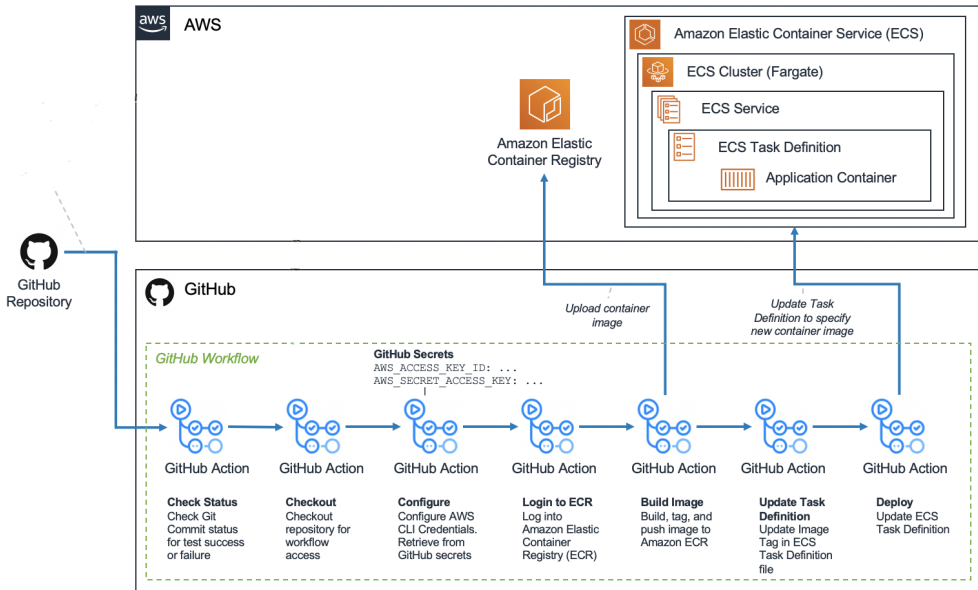 aws
AWS
Amazon Elastic Container Service (ECS)
ECS Cluster (Fargate)
ECS Service
ECS Task Definition
Application Container
Amazon Elastic
Container Registry
GitHub
Repository
GitHub
Upload container
image
Update Task
Definition to specify
new container image
GitHub Workflow
GitHub Secrets
AWS_ACCESS_KEY_ID: ...
AWS_SECRET_ACCESS_KEY: ...
GitHub Action
GitHub Action
GitHub Action
GitHub Action
GitHub Action
GitHub Action
GitHub Action
Check Status
Check Git
Commit status
for test success
or failure
Checkout
Checkout
repository for
workflow
access
Configure
Configure AWS
CLI Credentials.
Retrieve from
GitHub secrets
Login to ECR
Log into
Amazon Elastic
Container
Registry (ECR)
Build Image
Build, tag, and
push image to
Amazon ECR
Update Task
Definition
Update Image
Tag in ECS
Task Definition
file
Deploy
Update ECS
Task Definition